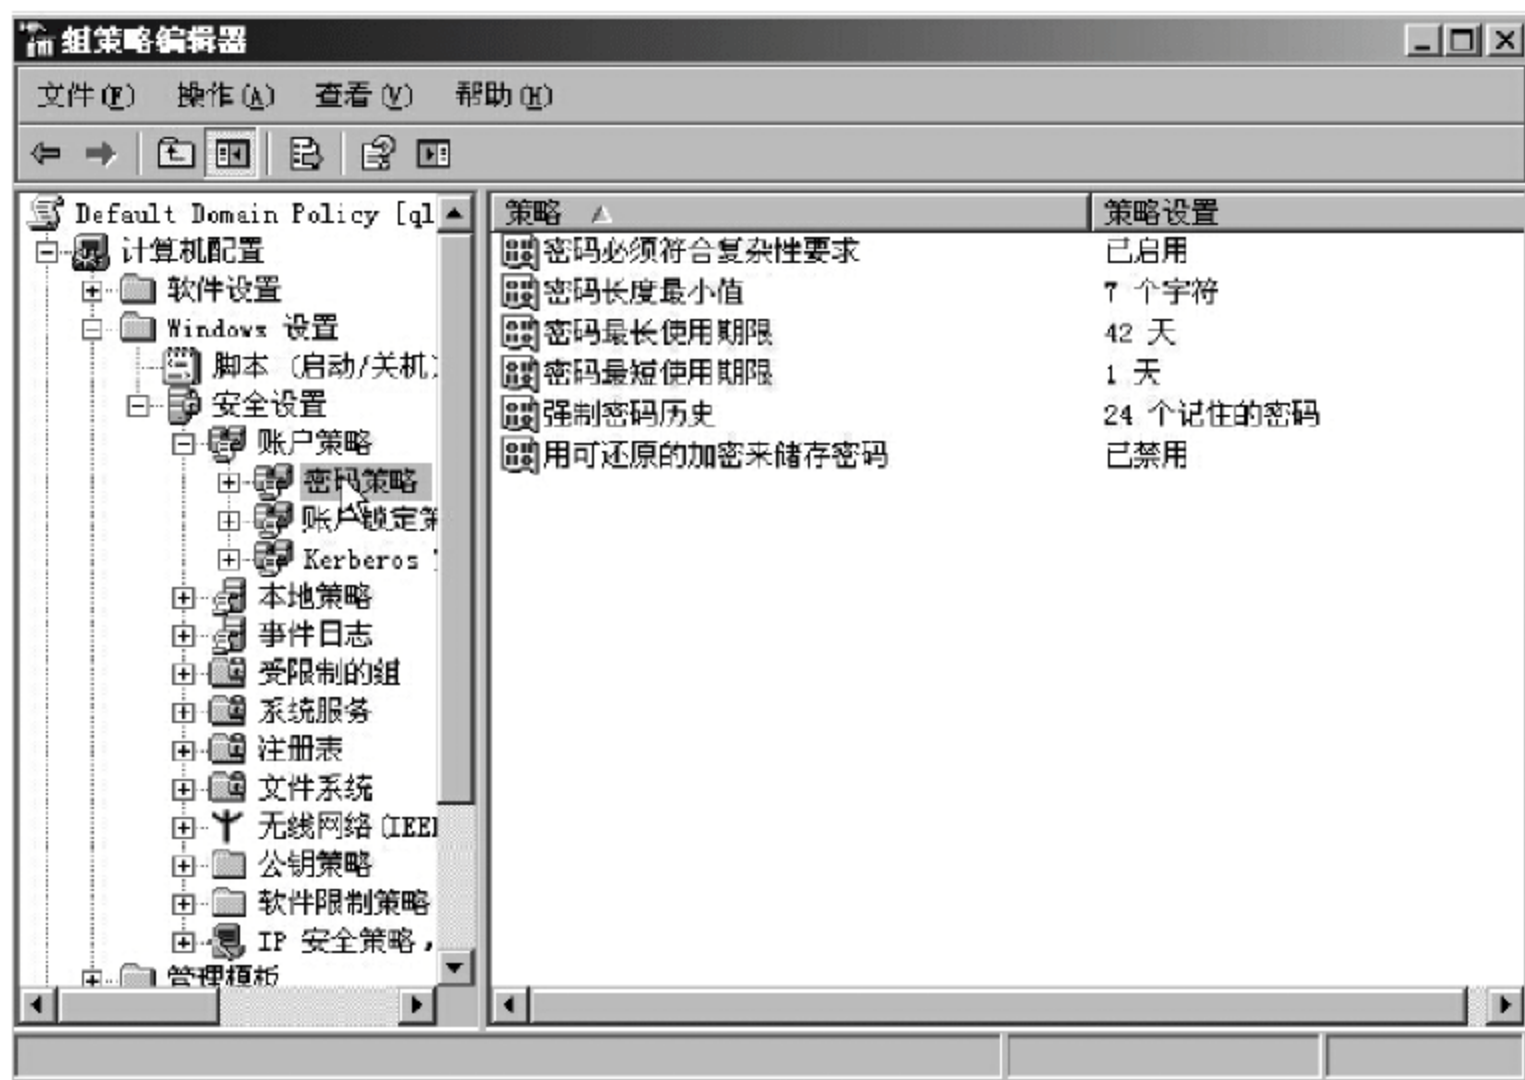 组策略编辑器
文件(F) 操作(A) 查看(V) 帮助(H)
Default Domain Policy [ql
计算机配置
软件设置
Windows 设置
脚本 (启动/关机)
安全设置
账户策略
密码策略
账户锁定策
Kerberos
本地策略
事件日志
受限制的组
系统服务
注册表
文件系统
无线网络(IEEE
公钥策略
软件限制策略
IP 安全策略，
管理模板
策略 策略设置
密码必须符合复杂性要求 已启用
密码长度最小值 7 个字符
密码最长使用期限 42 天
密码最短使用期限 1 天
强制密码历史 24 个记住的密码
用可还原的加密来储存密码 已禁用